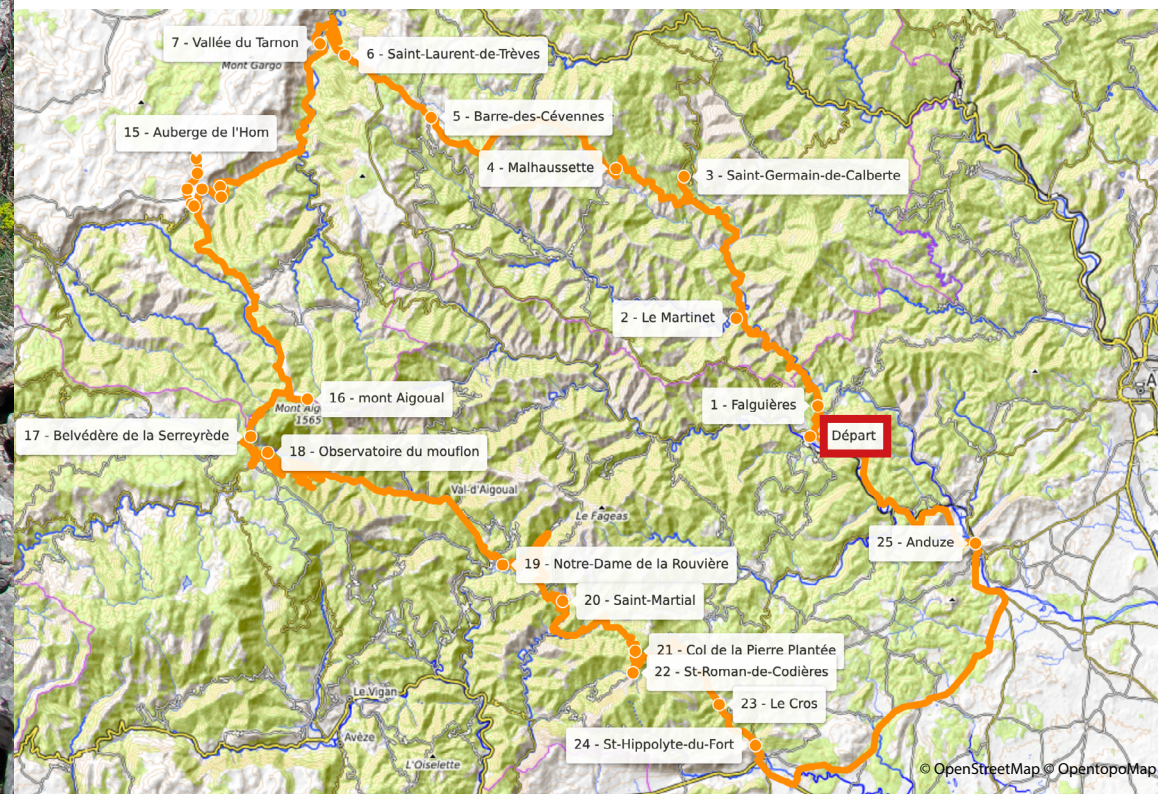 7 - Vallée du Tarnon
6 - Saint-Laurent-de-Trèves
Mont Gargo
5 - Barre-des-Cévennes
15 - Auberge de l'Hom
4 - Malhaussette
3 - Saint-Germain-de-Calberte
2 - Le Martinet
A
16 - mont Aigoual
1 - Falguières
Mont Aig
1565
17 - Belvédère de la Serreyrède
Départ
18 - Observatoire du mouflon
Val-d'Aigoual
Le Fageas
25 - Anduze
19 - Notre-Dame de la Rouvière
20 - Saint-Martial
21 - Col de la Pierre Plantée
22 - St-Roman-de-Codières
Le Vigan
23 - Le Cros
Avèze
24 - St-Hippolyte-du-Fort
L'Oiselette
© OpenStreetMap © OpentopoMap